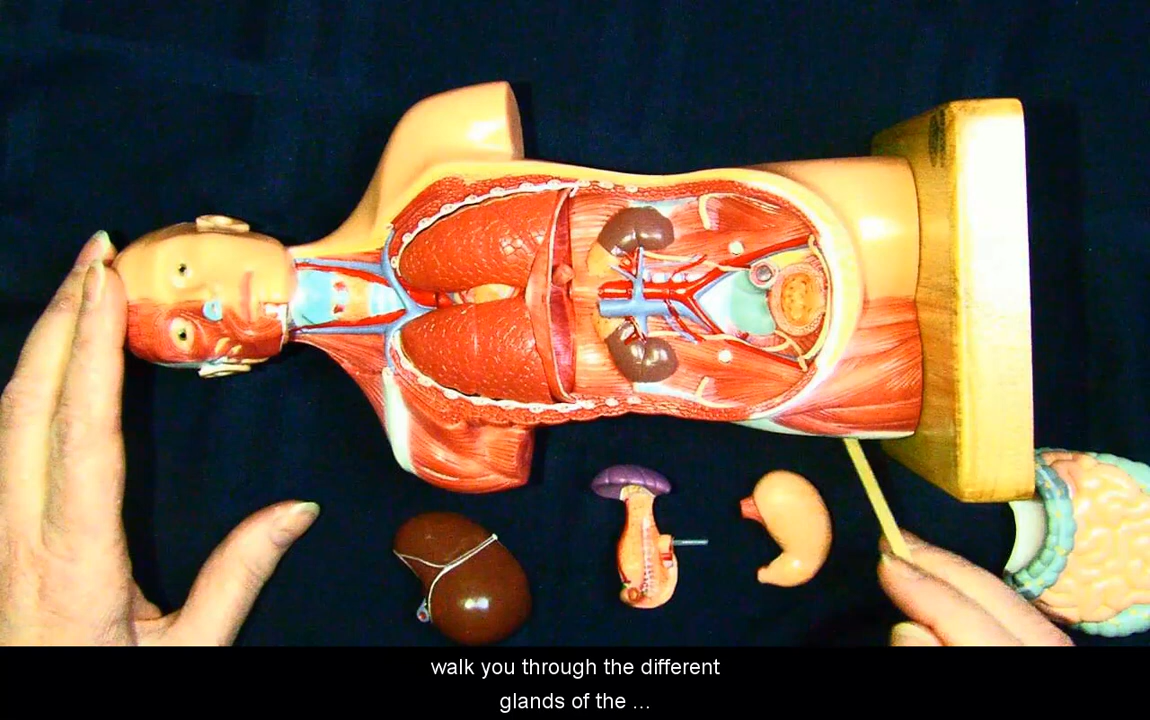 walk you through the different
glands of the ...